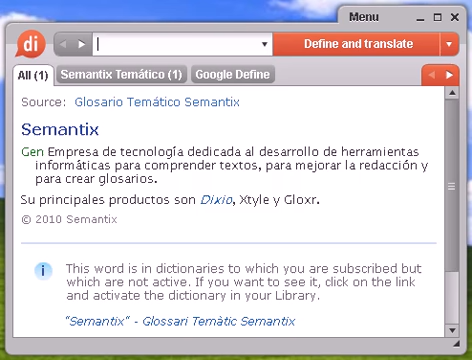 Menu
di
Define and translate
All (1) Semantix Temático (1) Google Define
Source: Glosario Temático Semantix
Semantix
Gen Empresa de tecnología dedicada al desarrollo de herramientas
informáticas para comprender textos, para mejorar la redacción y
para crear glosarios.
Su principales productos son Dixio, Xtyle y Gloxr.
© 2010 Semantix
i
This word is in dictionaries to which you are subscribed but
which are not active. If you want to see it, click on the link
and activate the dictionary in your Library.
"Semantix" - Glossari Temàtic Semantix